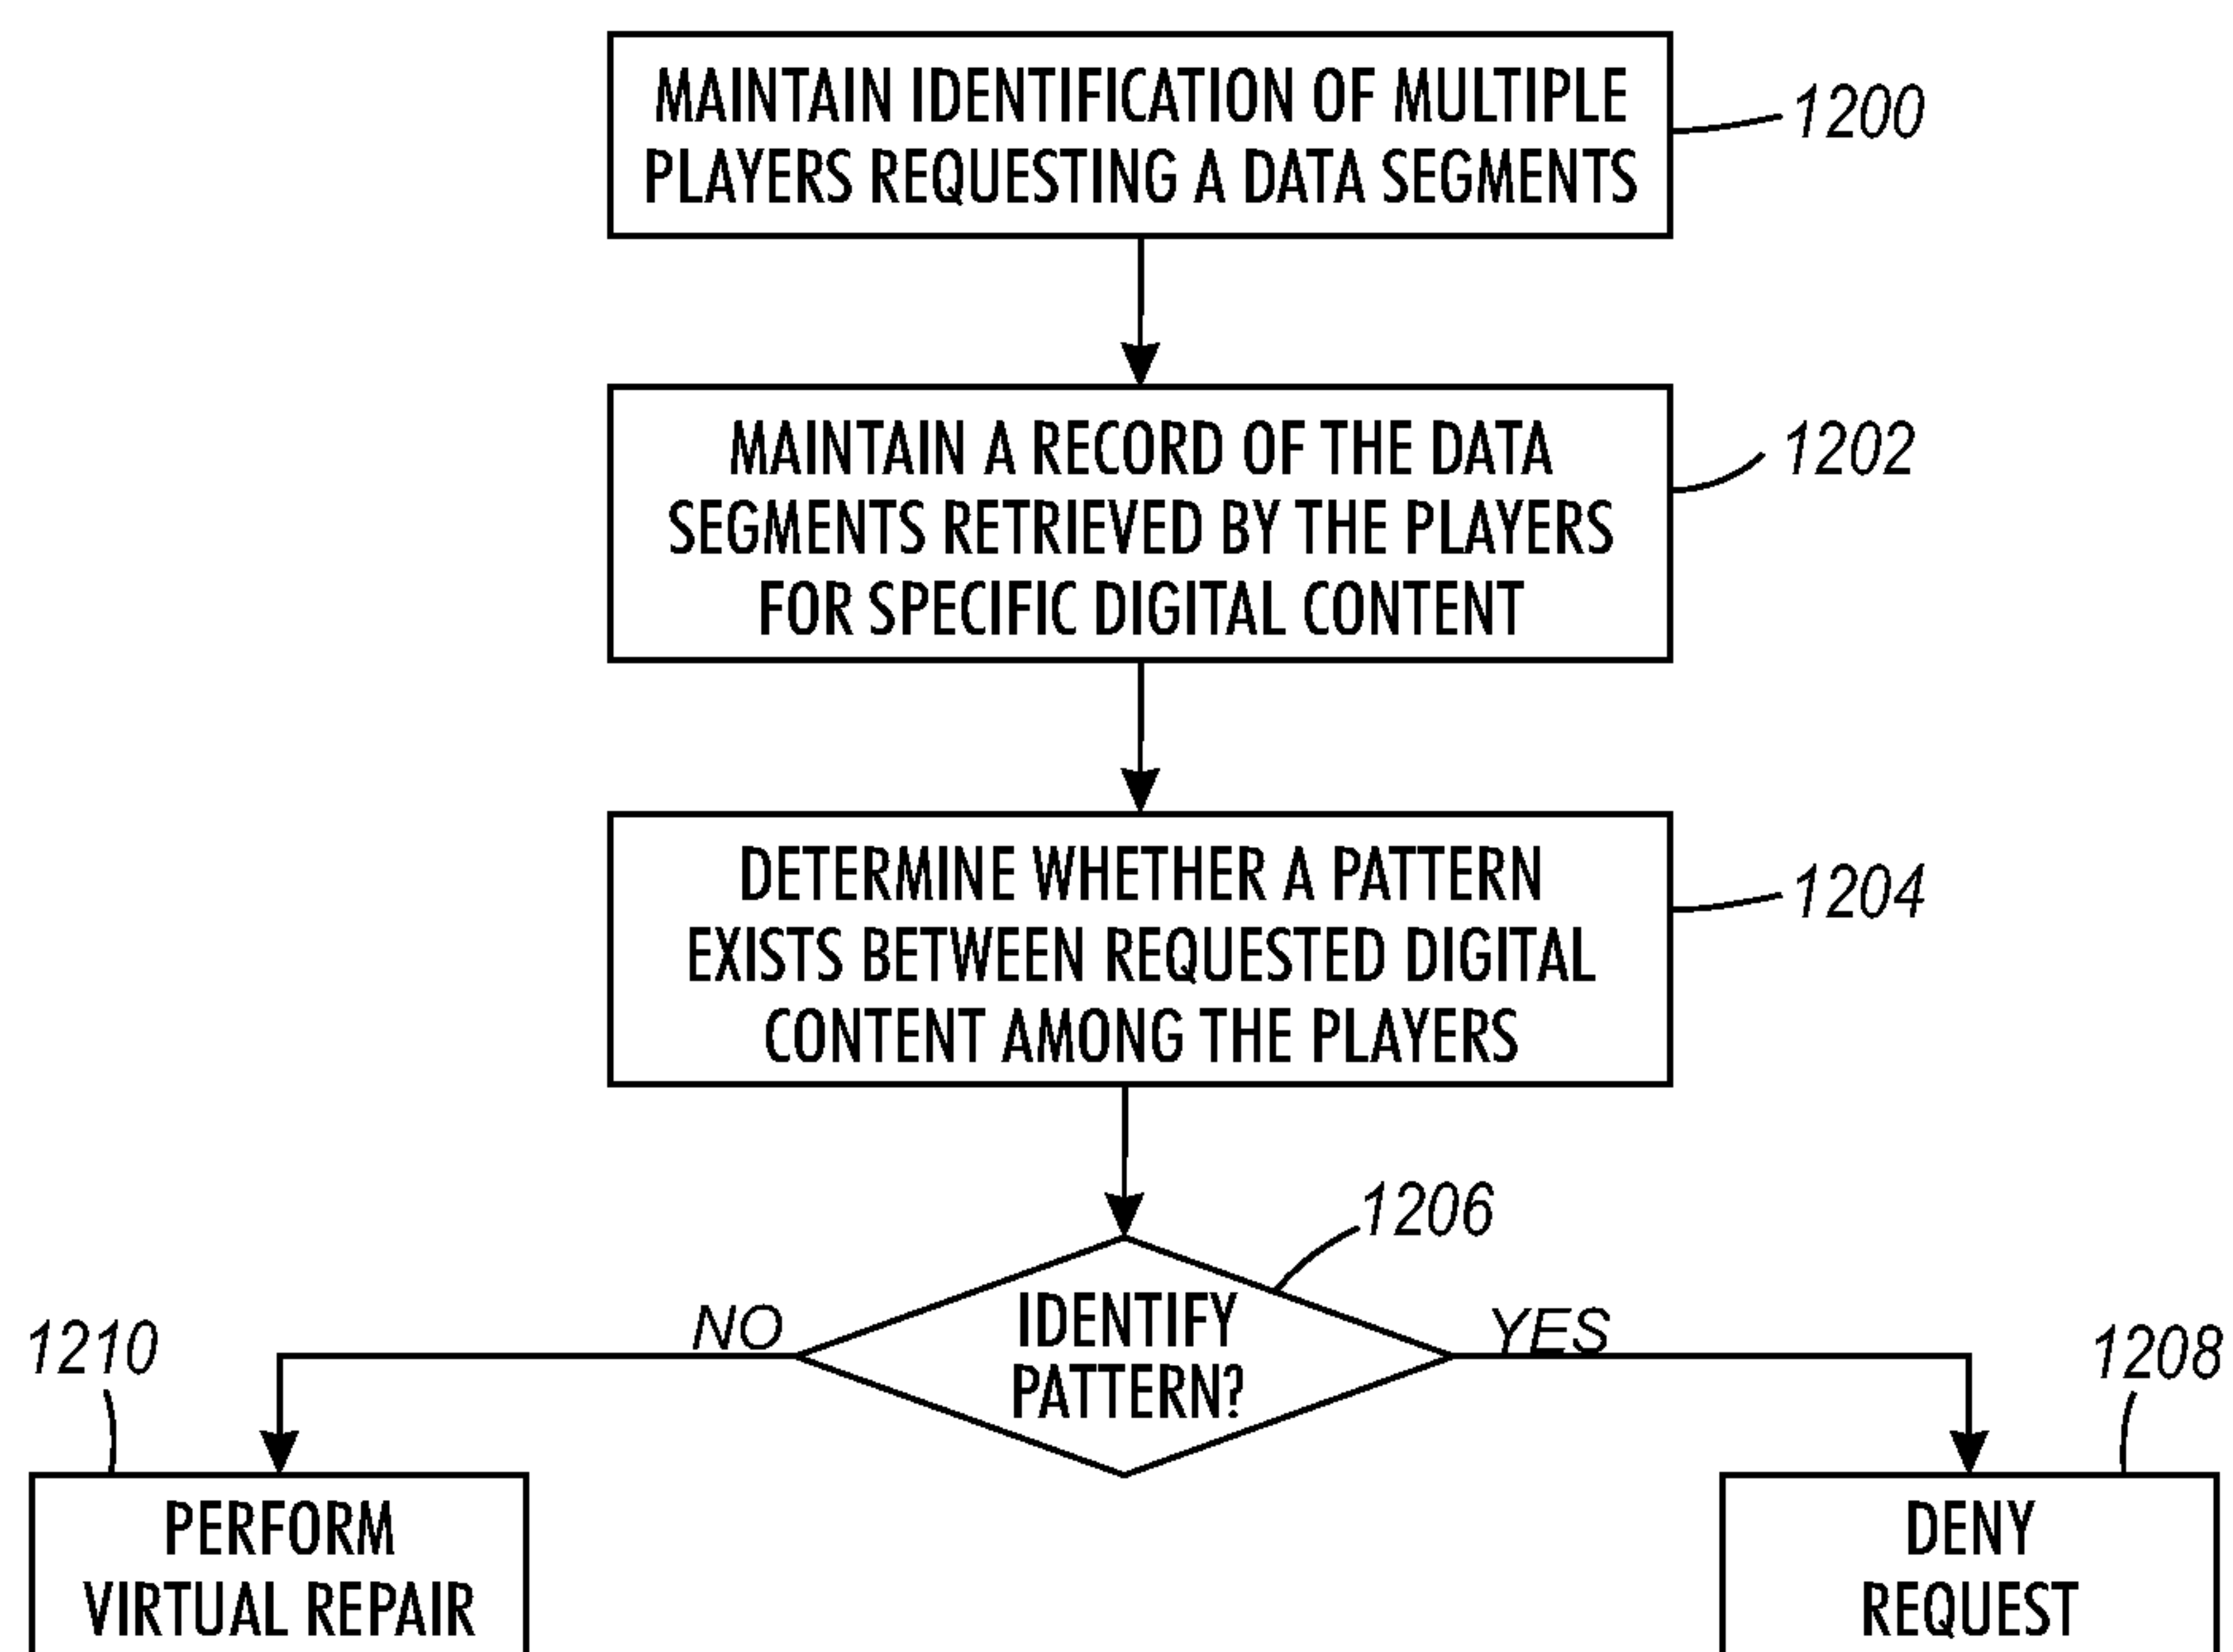 MAINTAIN IDENTIFICATION OF MULTIPLE
PLAYERS REQUESTING A DATA SEGMENTS
1200
MAINTAIN A RECORD OF THE DATA
SEGMENTS RETRIEVED BY THE PLAYERS
FOR SPECIFIC DIGITAL CONTENT
1202
DETERMINE WHETHER A PATTERN
EXISTS BETWEEN REQUESTED DIGITAL
CONTENT AMONG THE PLAYERS
1204
1206
IDENTIFY
PATTERN?
NO
YES
1210
1208
PERFORM
VIRTUAL REPAIR
DENY
REQUEST